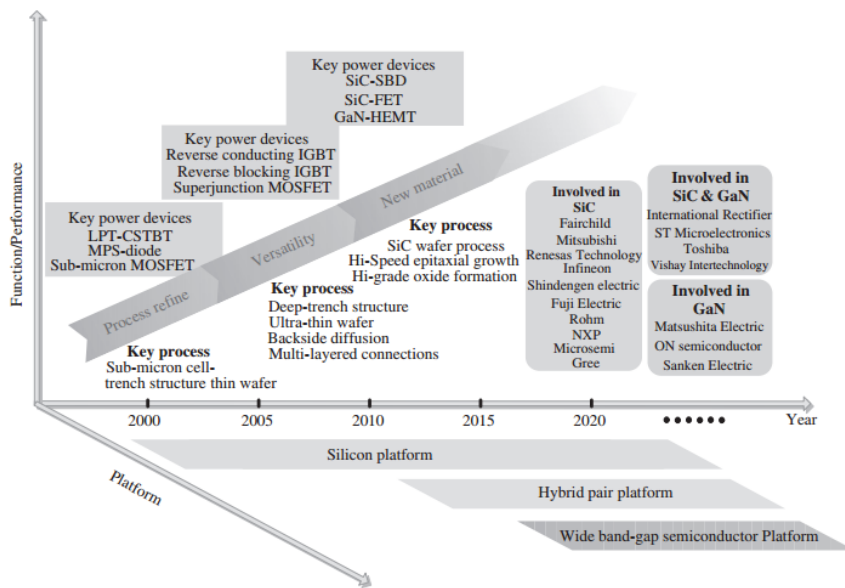 Key power devices
SiC-SBD
SiC-FET
GaN-HEMT
Key power devices
Reverse conducting IGBT
Reverse blocking IGBT
Superjunction MOSFET
Key power devices
LPT-CSTBT
MPS-diode
Sub-micron MOSFET
Function/Performance
Process refine
Versatility
New material
Key process
Sub-micron cell-
trench structure thin wafer
Key process
Deep-trench structure
Ultra-thin wafer
Backside diffusion
Multi-layered connections
Key process
SiC wafer process
Hi-Speed epitaxial growth
Hi-grade oxide formation
Involved in
SiC
Fairchild
Mitsubishi
Renesas Technology
Infineon
Shindengen electric
Fuji Electric
Rohm
NXP
Microsemi
Gree
Involved in
SiC & GaN
International Rectifier
ST Microelectronics
Toshiba
Vishay Intertechnology
Involved in
GaN
Matsushita Electric
ON semiconductor
Sanken Electric
2000 2005 2010 2015 2020 •••••• Year
Platform
Silicon platform
Hybrid pair platform
Wide band-gap semiconductor Platform